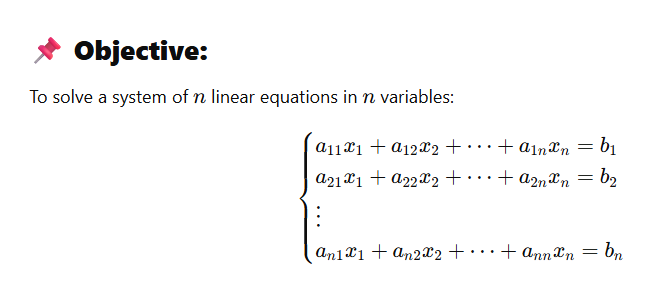 📌 Objective:
To solve a system of n linear equations in n variables:
a₁₁x₁ + a₁₂x₂ + ··· + a₁ₙxₙ = b₁
a₂₁x₁ + a₂₂x₂ + ··· + a₂ₙxₙ = b₂
⋮
aₙ₁x₁ + aₙ₂x₂ + ··· + aₙₙxₙ = bₙ